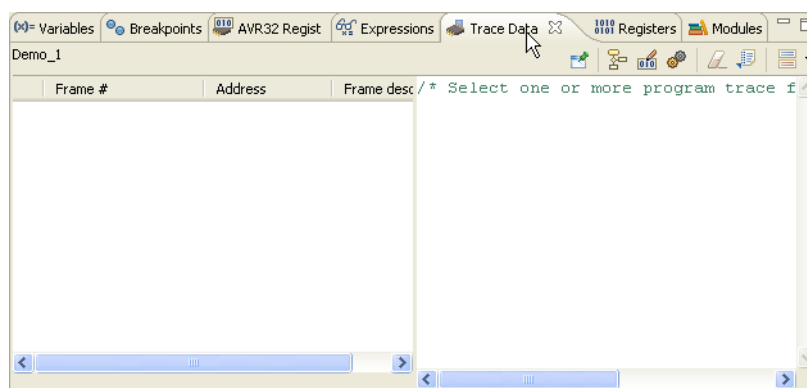 (x)= Variables Breakpoints AVR32 Regist Expressions Trace Data Registers Modules
Demo_1
Frame # Address Frame desc /* Select one or more program trace f